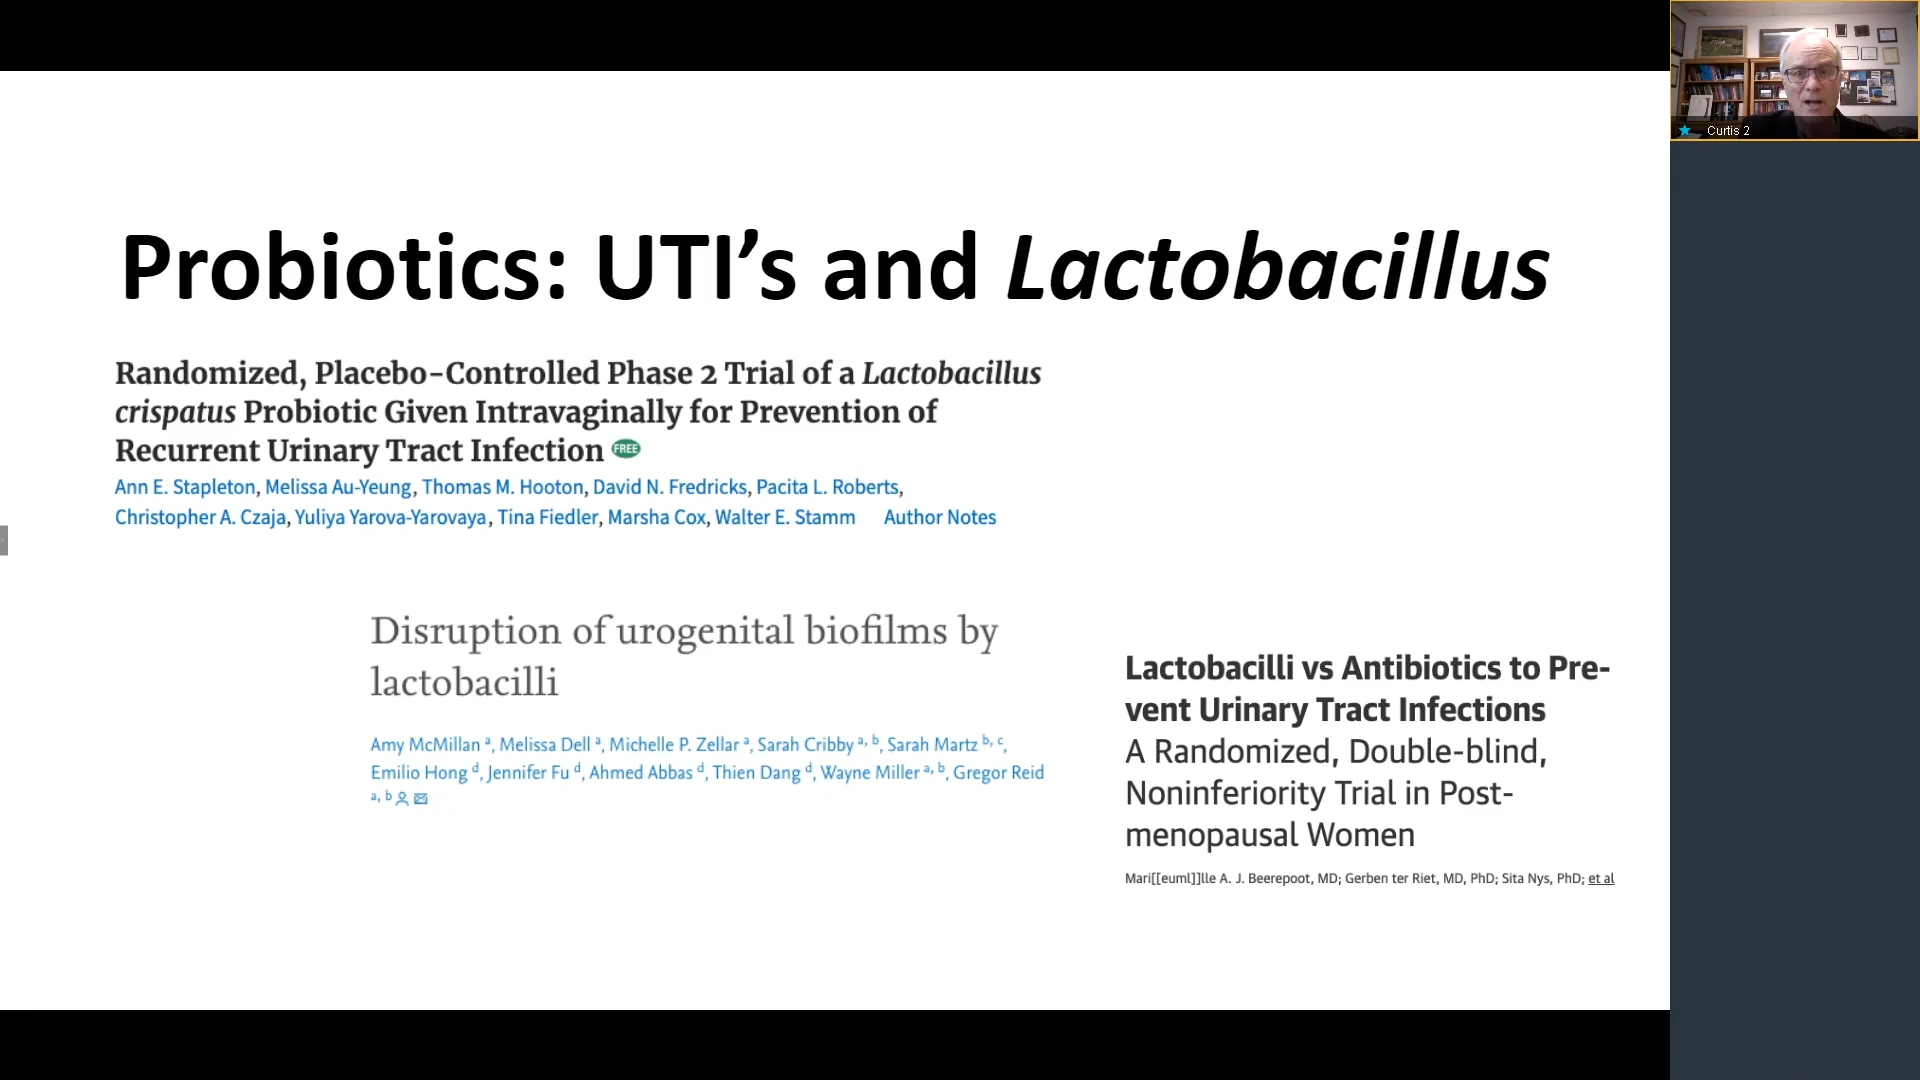 Probiotics: UTI’s and Lactobacillus
Randomized, Placebo-Controlled Phase 2 Trial of a Lactobacillus
crispatus Probiotic Given Intravaginally for Prevention of
Recurrent Urinary Tract Infection FREE
Ann E. Stapleton, Melissa Au-Yeung, Thomas M. Hooton, David N. Fredricks, Pacita L. Roberts,
Christopher A. Czaja, Yuliya Yarova-Yarovaya, Tina Fiedler, Marsha Cox, Walter E. Stamm Author Notes
Disruption of urogenital biofilms by
lactobacilli
Amy McMillan a, Melissa Dell a, Michelle P. Zellar a, Sarah Cribby a, b, Sarah Martz b, c,
Emilio Hong d, Jennifer Fu d, Ahmed Abbas d, Thien Dang d, Wayne Miller a, b, Gregor Reid
a, b
Lactobacilli vs Antibiotics to Pre-
vent Urinary Tract Infections
A Randomized, Double-blind,
Noninferiority Trial in Post-
menopausal Women
Mari[[euml]]lle A. J. Beerepoot, MD; Gerben ter Riet, MD, PhD; Sita Nys, PhD; et al
Curtis 2